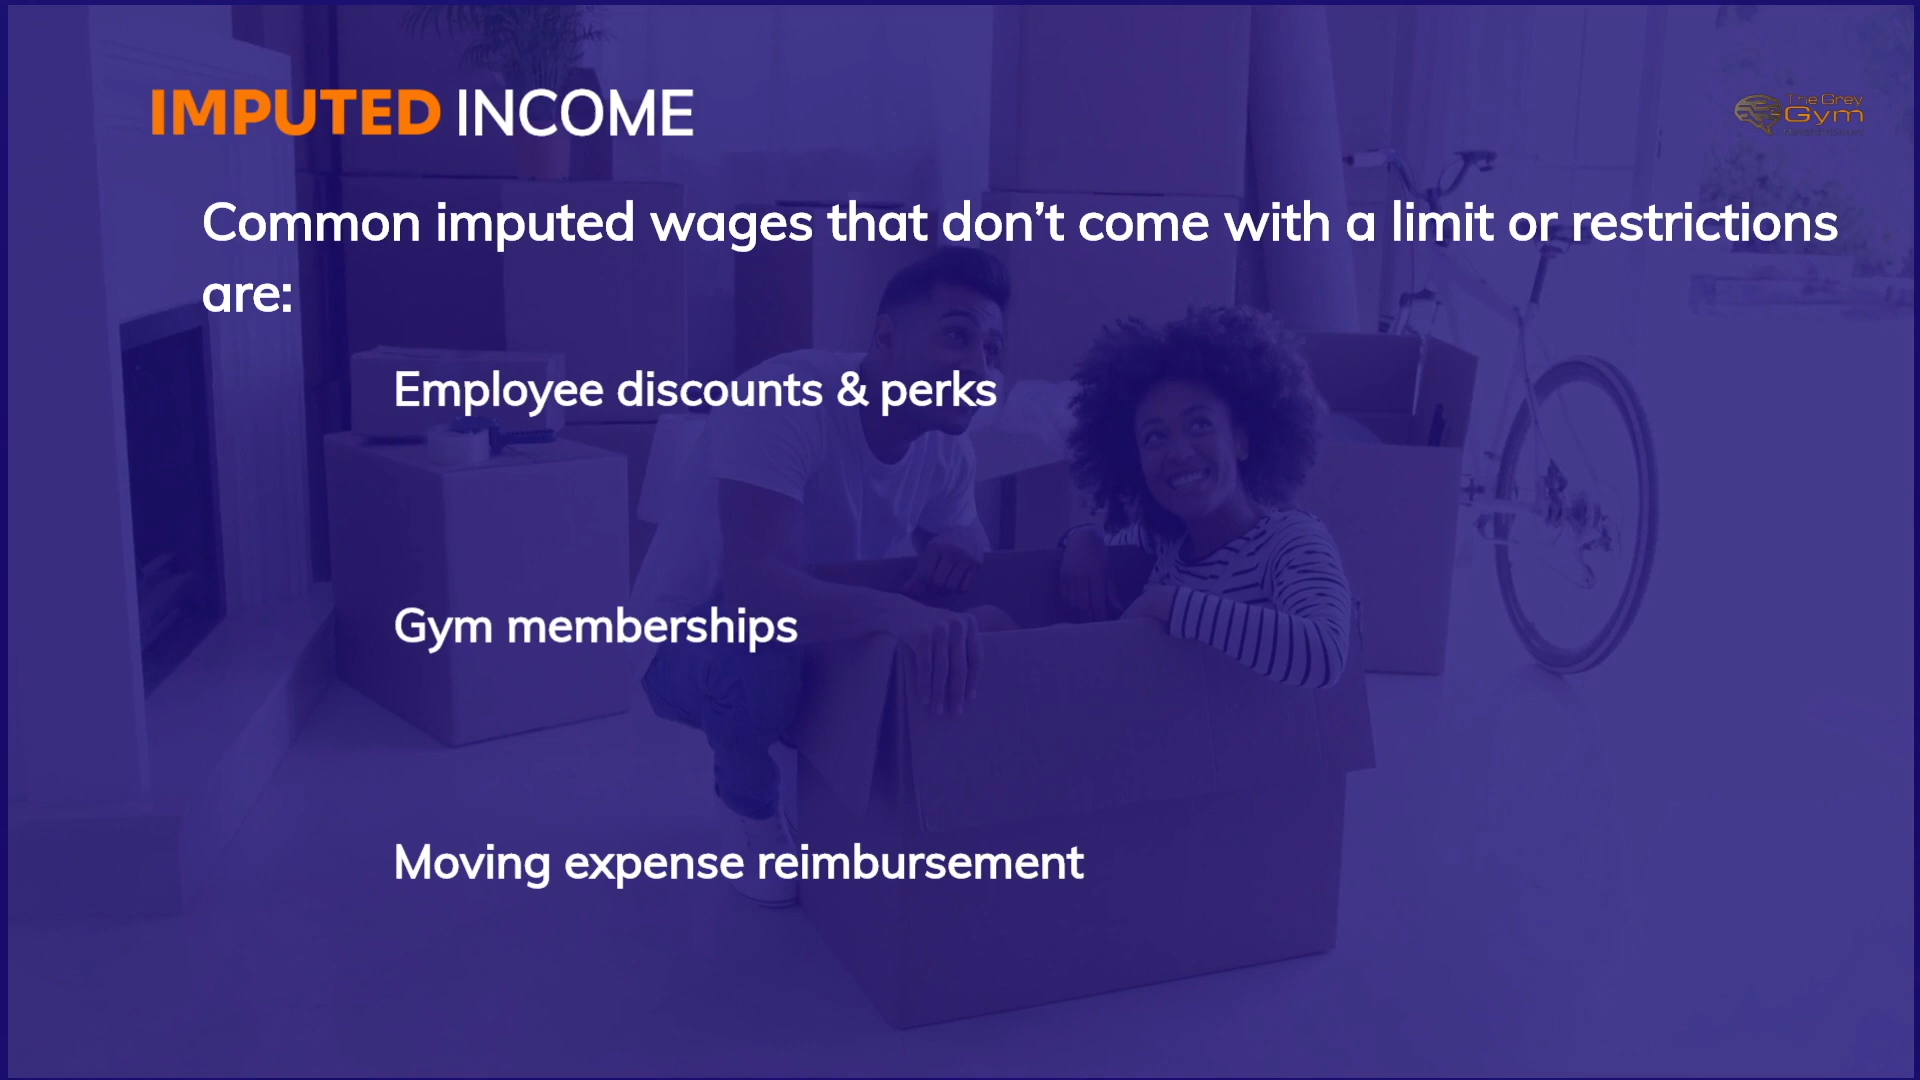 IMPUTED INCOME
The Grey
Gym
Common imputed wages that don’t come with a limit or restrictions
are:
Employee discounts & perks
Gym memberships
Moving expense reimbursement